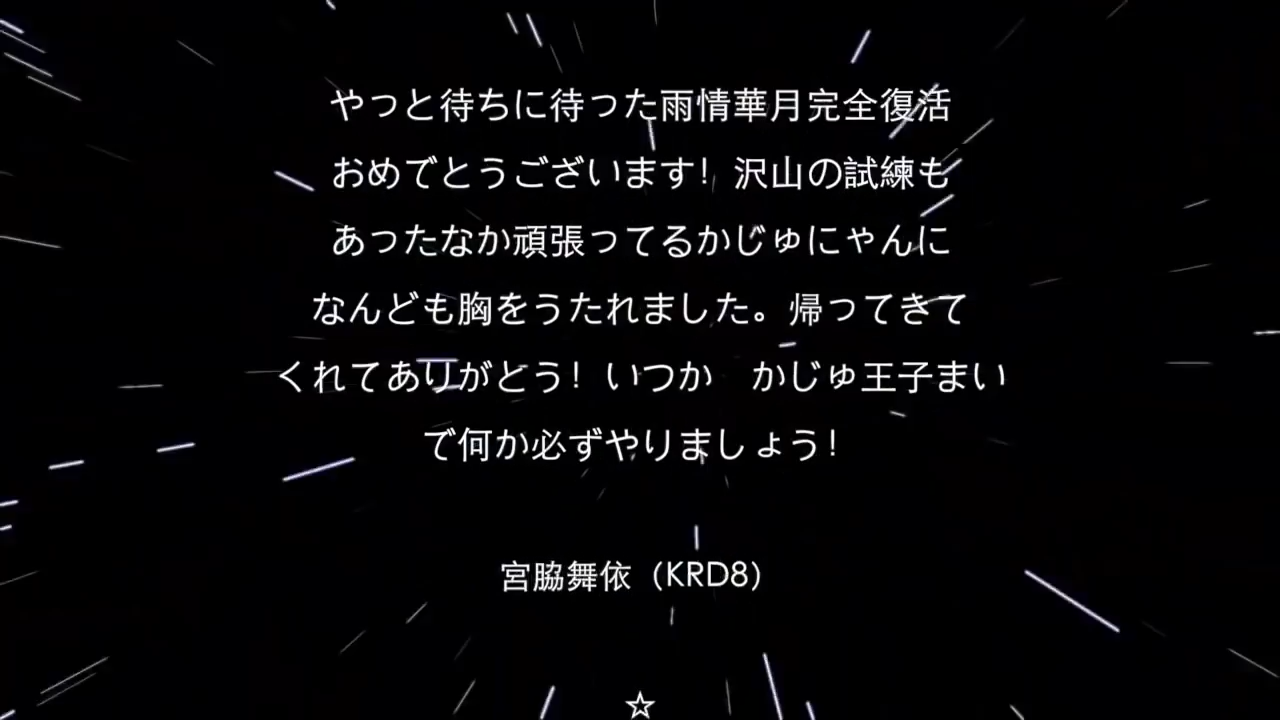 やっと待ちに待った雨情華月完全復活
おめでとうございます！沢山の試練も
あったなか頑張ってるかじゅにゃんに
なんども胸をうたれました。帰ってきて
くれてありがとう！いつか　かじゅ王子まい
で何か必ずやりましょう！
宮脇舞依（KRD8）
☆